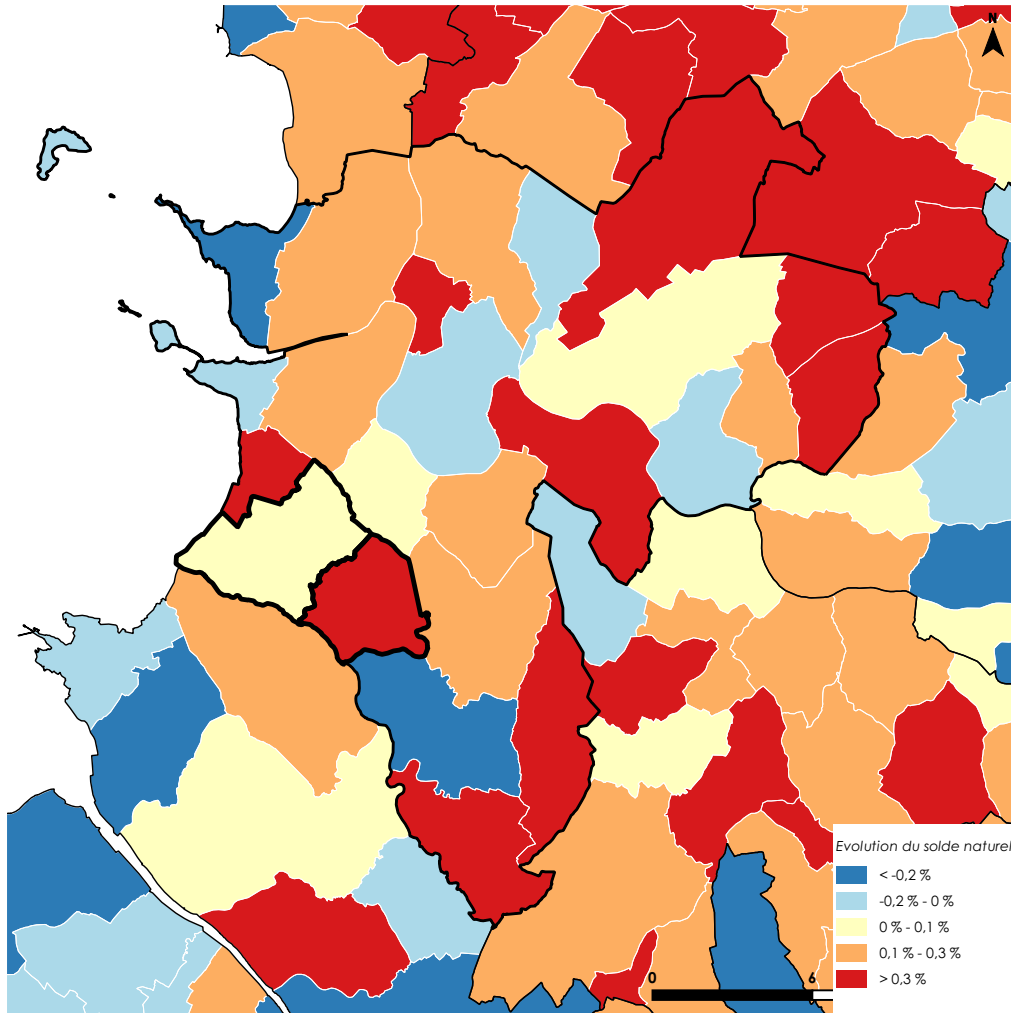 N
Evolution du solde naturel
< -0,2 %
-0,2 % - 0 %
0 % - 0,1 %
0,1 % - 0,3 %
> 0,3 %
0 6